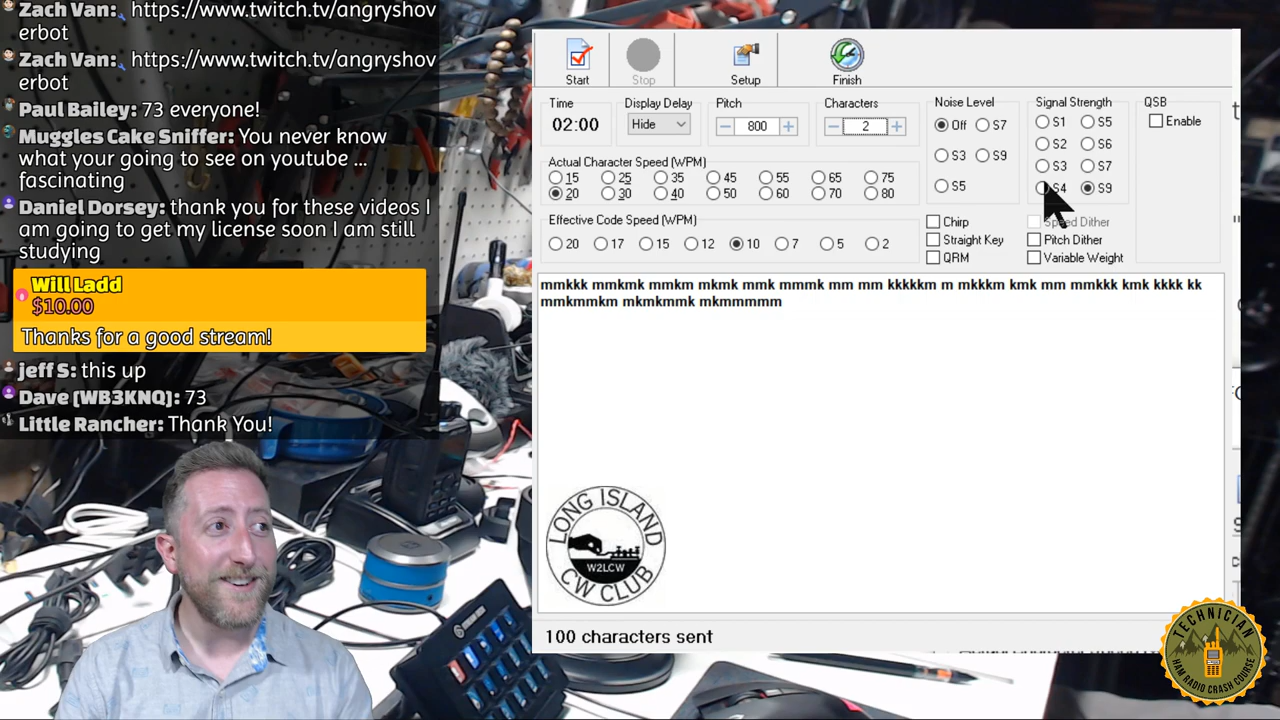 Zach Van: https://www.twitch.tv/angryshov
erbot
Zach Van: https://www.twitch.tv/angryshov
erbot
Paul Bailey: 73 everyone!
Muggles Cake Sniffer: You never know
what your going to see on youtube ...
fascinating
Daniel Dorsey: thank you for these videos I
am going to get my license soon I am still
studying
Will Ladd
$10.00
Thanks for a good stream!
jeff S: this up
Dave (WB3KNQ): 73
Little Rancher: Thank You!
Start Stop Setup Finish
Time
02:00
Display Delay
Hide
Pitch
800
Characters
2
Noise Level
Off S7
S3 S9
S5
Signal Strength
S1 S5
S2 S6
S3 S7
S4 S9
QSB
Enable
Actual Character Speed (WPM)
15 25 35 45 55 65 75
20 30 40 50 60 70 80
Effective Code Speed (WPM)
20 17 15 12 10 7 5 2
Chirp
Straight Key
QRM
Speed Dither
Pitch Dither
Variable Weight
mmkkk mmkmk mmkm mkmk mmk mmmk mm mm kkkkkm m mkkkm kmk mm mmkkk kmk kkkk kk
mmkmmkm mkmkmmk mkmmmmm
LONG ISLAND
W2LCW
CW CLUB
100 characters sent
TECHNICIAN
HAM RADIO CRASH COURSE